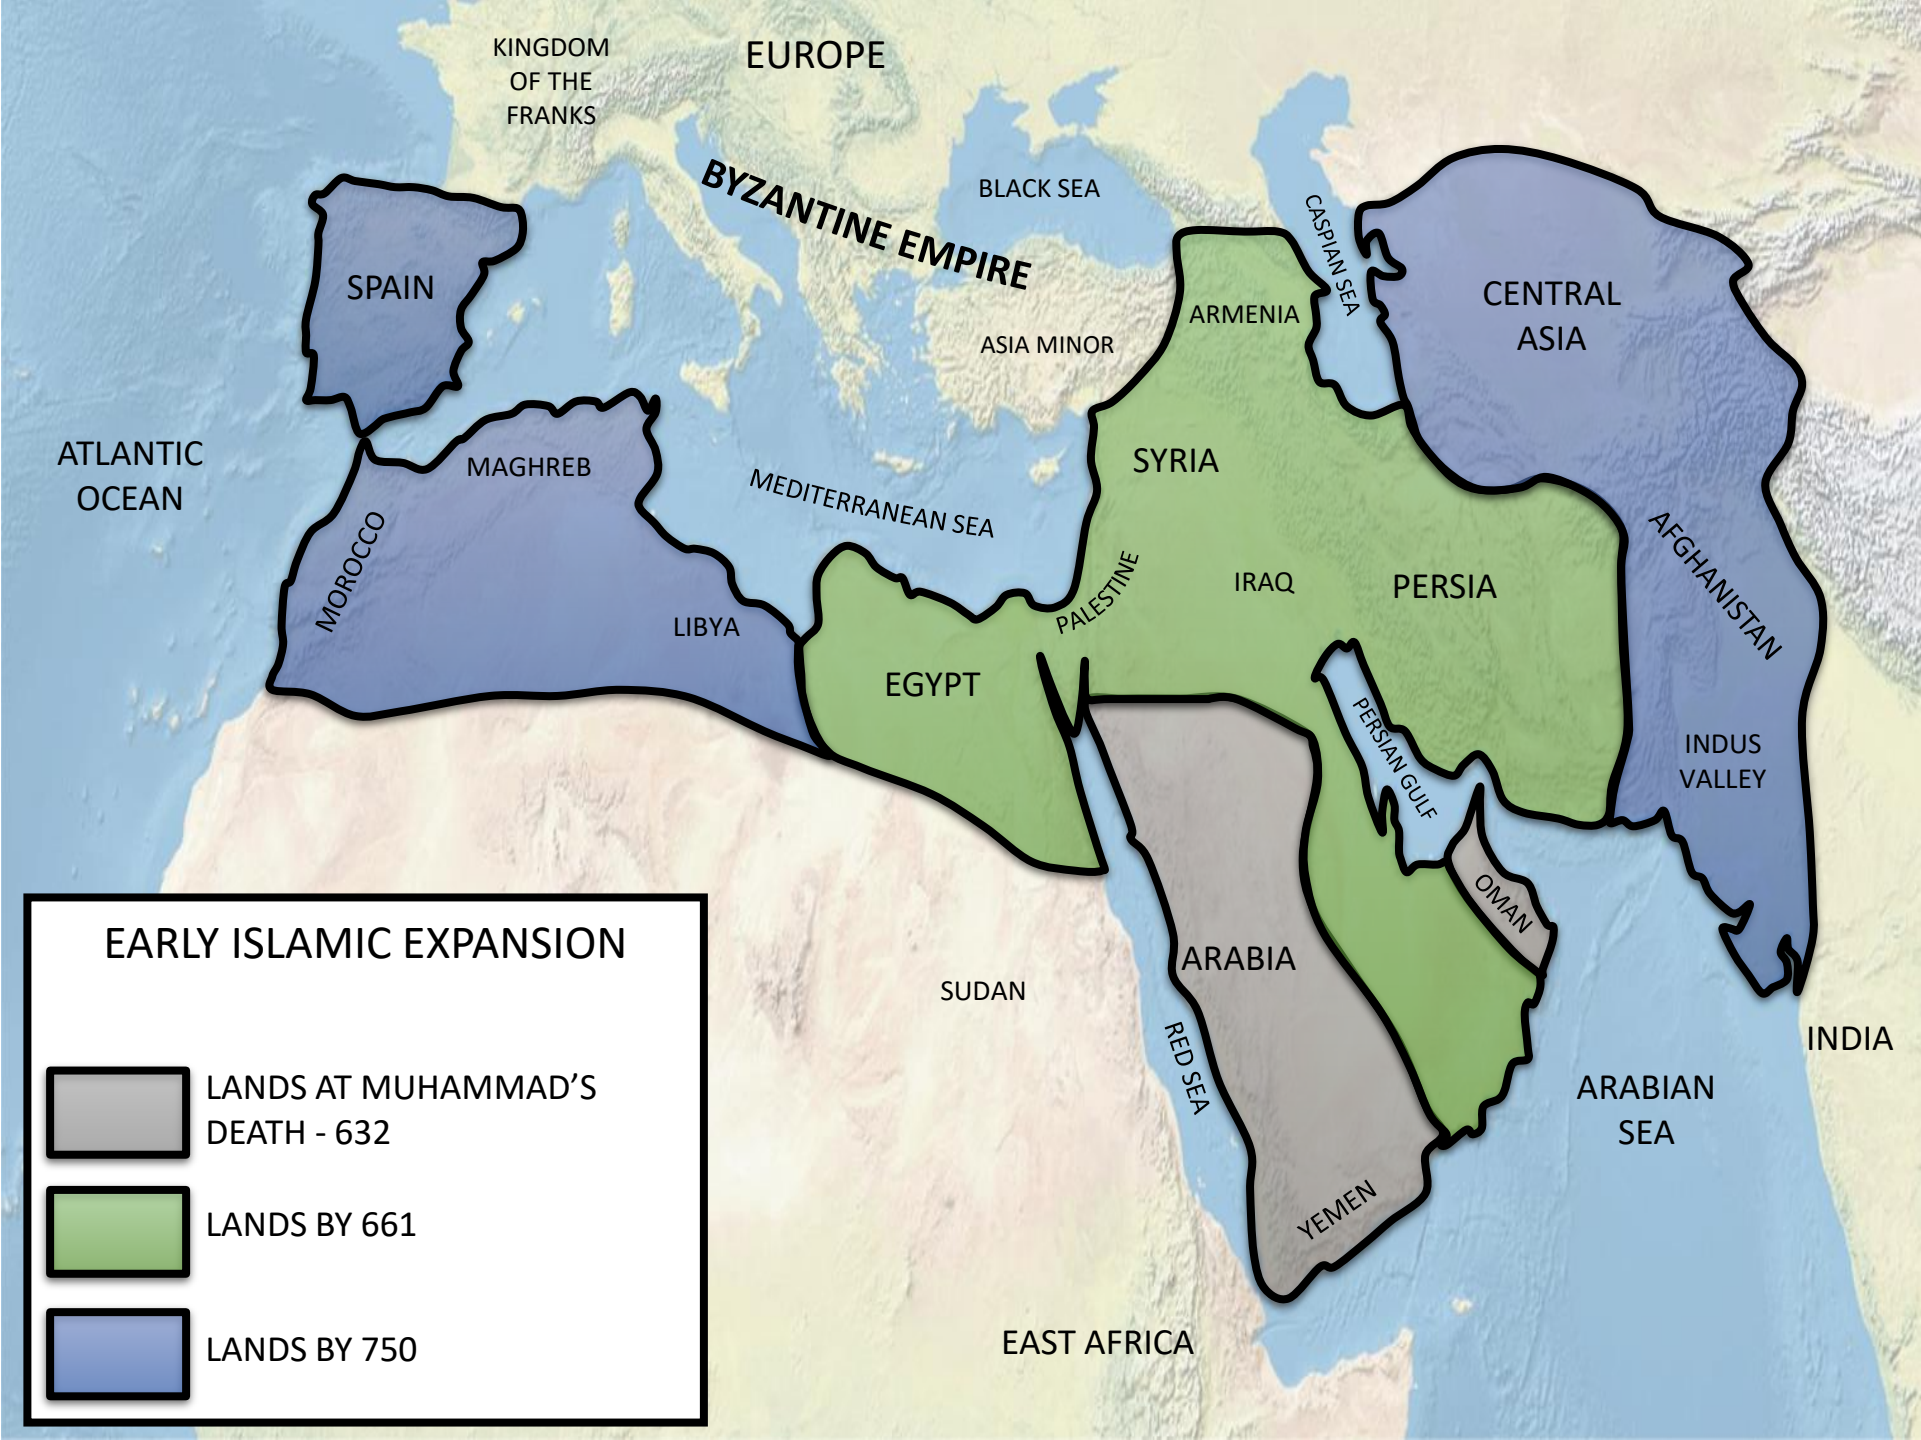 KINGDOM
OF THE
FRANKS
EUROPE
BYZANTINE EMPIRE
BLACK SEA
CASPIAN SEA
SPAIN
ARMENIA
ASIA MINOR
CENTRAL
ASIA
ATLANTIC
OCEAN
MAGHREB
MOROCCO
MEDITERRANEAN SEA
SYRIA
PALESTINE
IRAQ
PERSIA
AFGHANISTAN
LIBYA
EGYPT
PERSIAN GULF
INDUS
VALLEY
OMAN
ARABIA
SUDAN
RED SEA
INDIA
ARABIAN
SEA
YEMEN
EAST AFRICA
EARLY ISLAMIC EXPANSION
LANDS AT MUHAMMAD’S
DEATH - 632
LANDS BY 661
LANDS BY 750